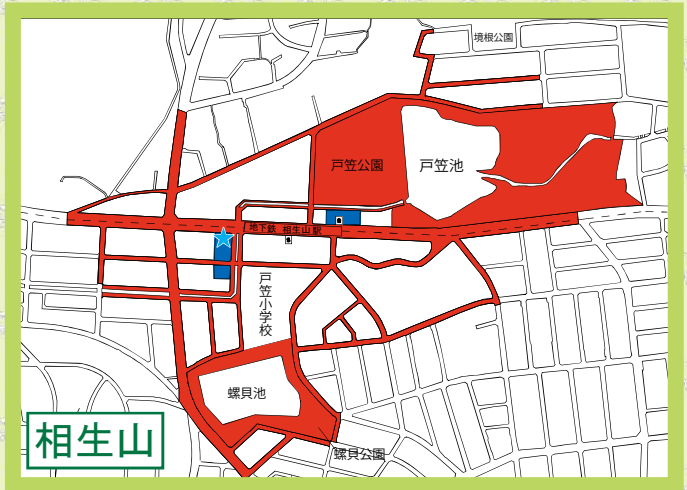 境根公園
戸笠公園
戸笠池
地下鉄 相生山駅
戸笠小学校
螺貝池
螺貝公園
相生山